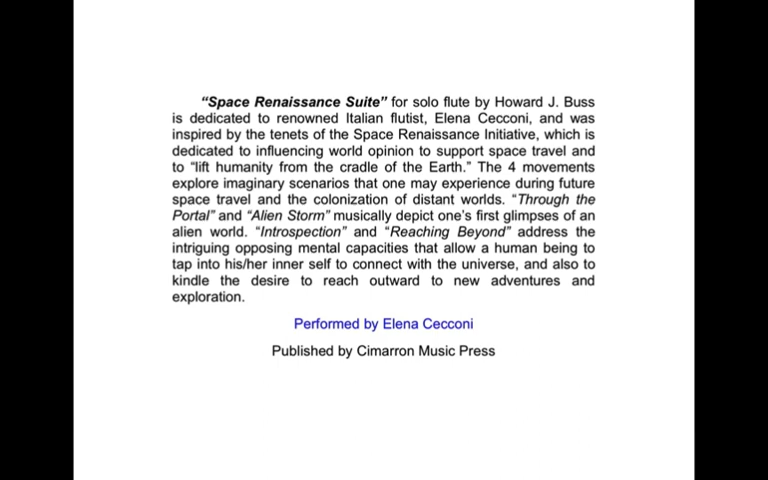 “Space Renaissance Suite” for solo flute by Howard J. Buss
is dedicated to renowned Italian flutist, Elena Cecconi, and was
inspired by the tenets of the Space Renaissance Initiative, which is
dedicated to influencing world opinion to support space travel and
to “lift humanity from the cradle of the Earth.” The 4 movements
explore imaginary scenarios that one may experience during future
space travel and the colonization of distant worlds. “Through the
Portal” and “Alien Storm” musically depict one’s first glimpses of an
alien world. “Introspection” and “Reaching Beyond” address the
intriguing opposing mental capacities that allow a human being to
tap into his/her inner self to connect with the universe, and also to
kindle the desire to reach outward to new adventures and
exploration.
Performed by Elena Cecconi
Published by Cimarron Music Press